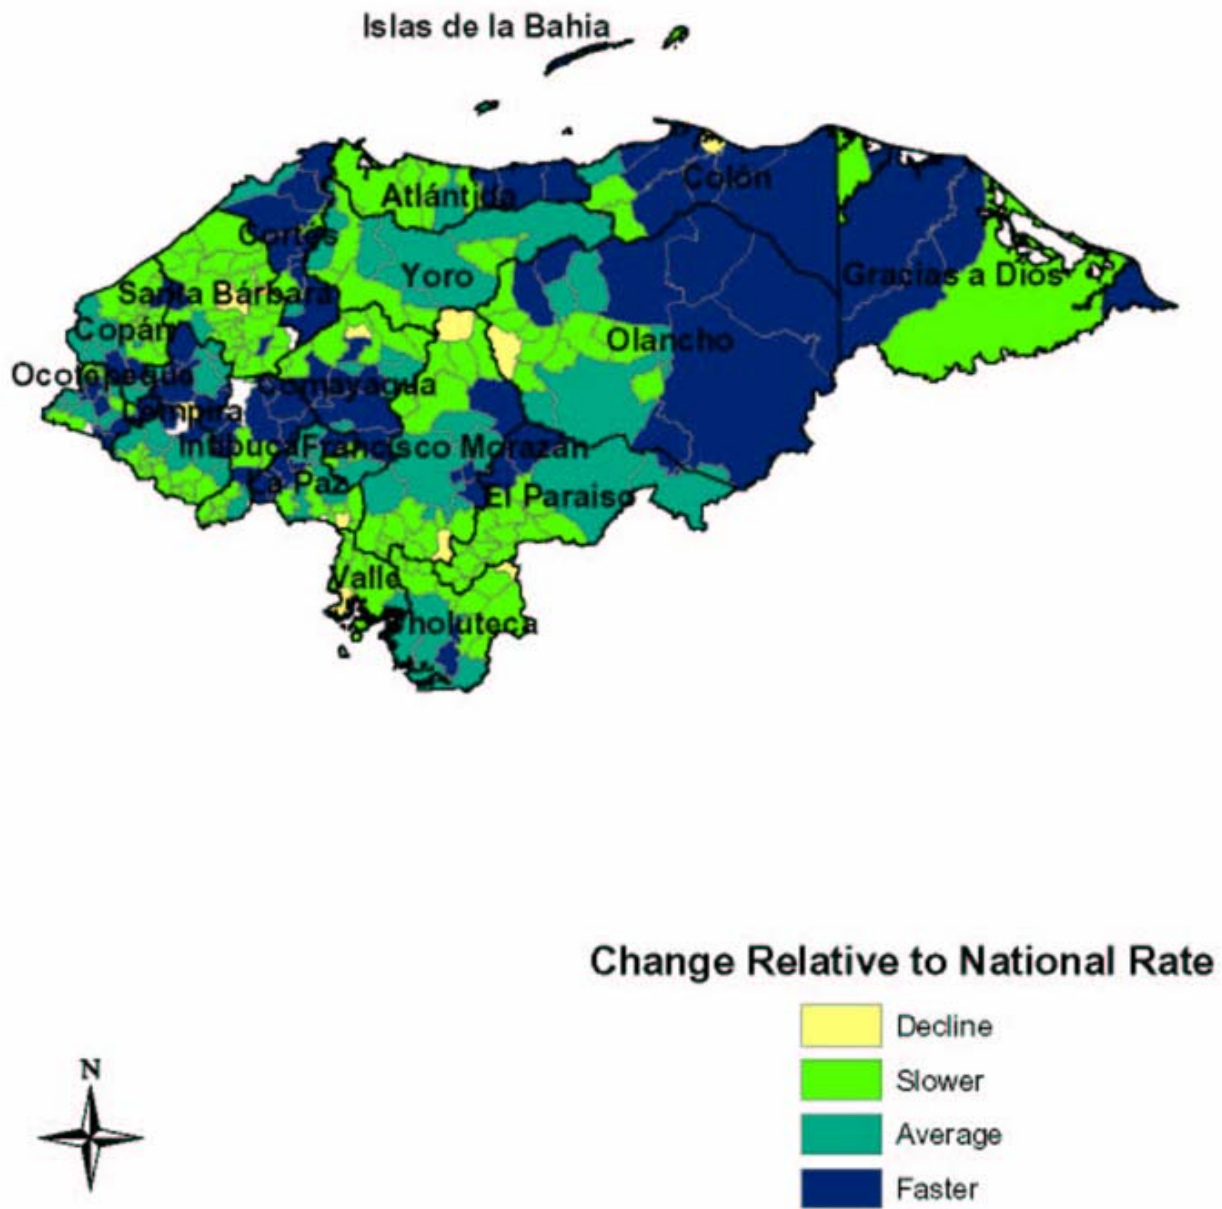 Islas de la Bahia
Colón
Atlántida
Cortés
Yoro
Gracias a Dios
Santa Bárbara
Copán
Olancho
Ocotepeque
Comayagua
Lempira
Intibucá
Francisco Morazán
La Paz
El Paraiso
Valle
Choluteca
Change Relative to National Rate
Decline
Slower
Average
Faster
N